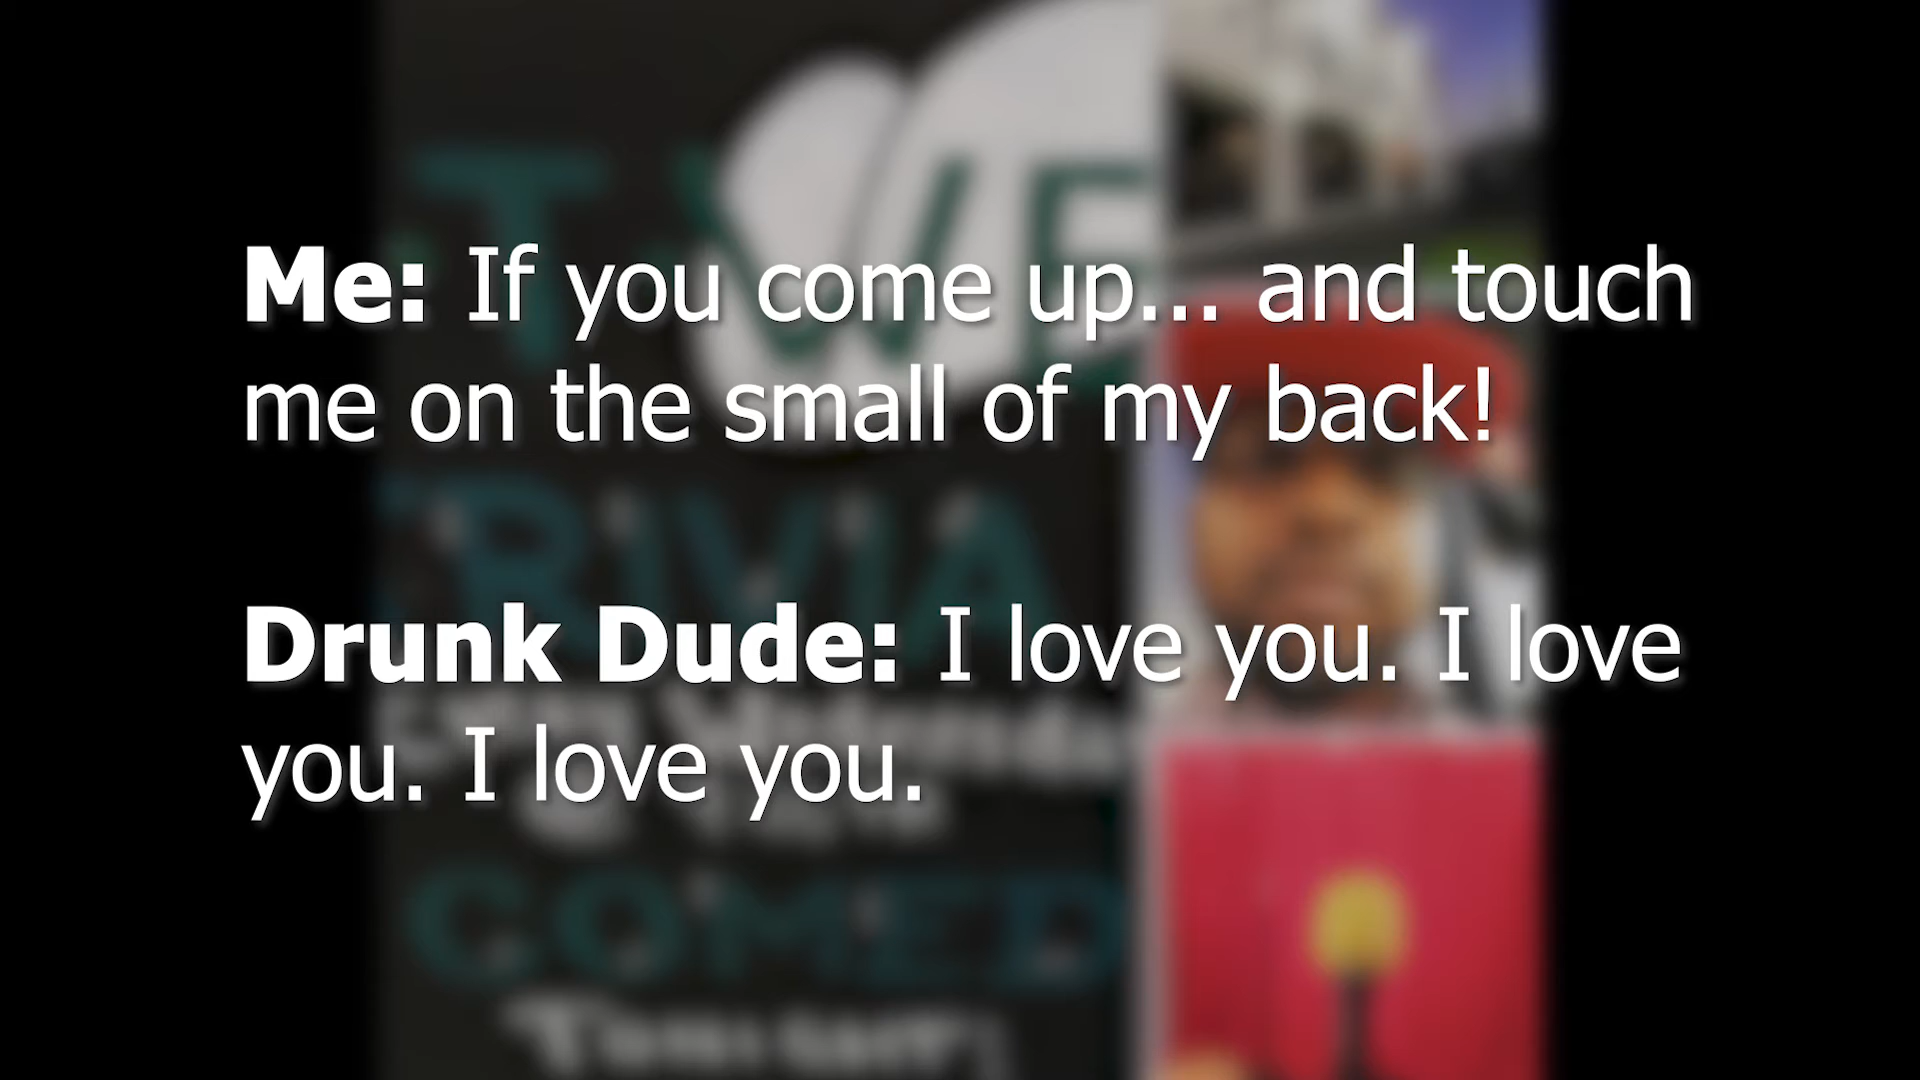 Me: If you come up... and touch
me on the small of my back!
Drunk Dude: I love you. I love
you. I love you.
TRIVIA